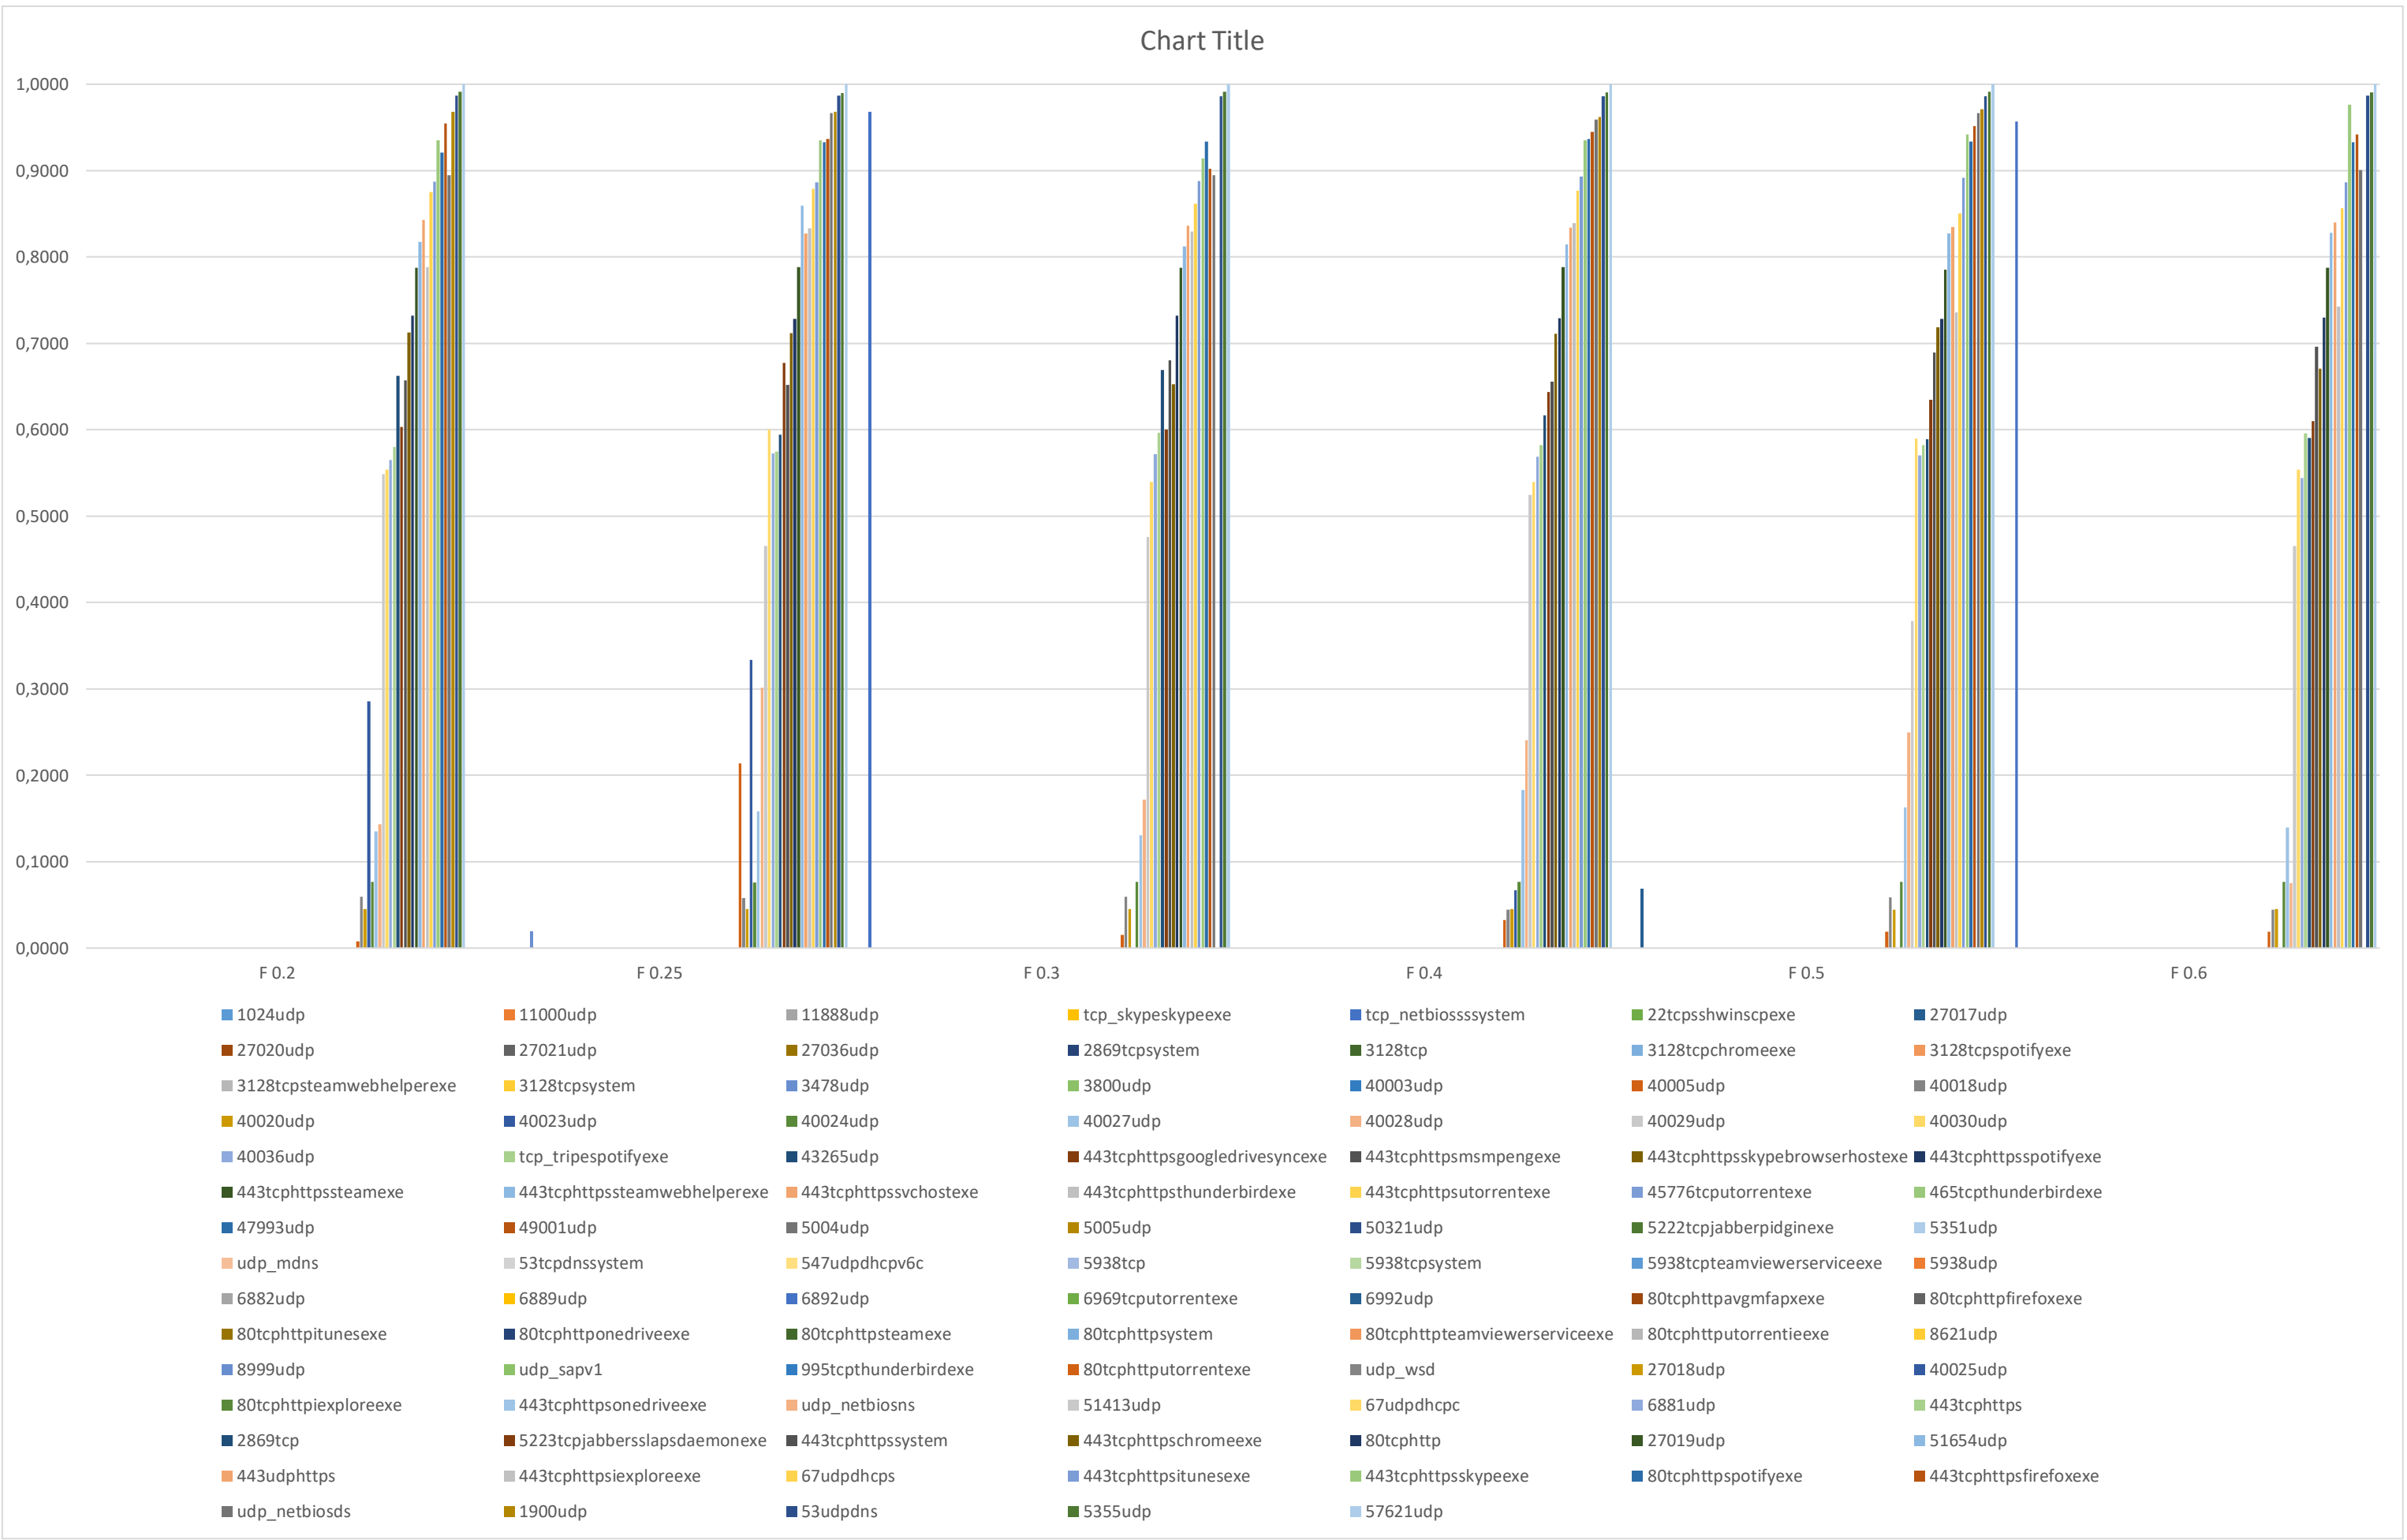 Chart Title
1,0000
0,9000
0,8000
0,7000
0,6000
0,5000
0,4000
0,3000
0,2000
0,1000
0,0000
F 0.2 F 0.25 F 0.3 F 0.4 F 0.5 F 0.6
1024udp 11000udp 11888udp tcp_skypeskypeexe tcp_netbiossssystem 22tcpsshwinscpexe 27017udp
27020udp 27021udp 27036udp 2869tcpsystem 3128tcp 3128tcpchromeexe 3128tcpspotifyexe
3128tcpsteamwebhelperexe 3128tcpsystem 3478udp 3800udp 40003udp 40005udp 40018udp
40020udp 40023udp 40024udp 40027udp 40028udp 40029udp 40030udp
40036udp tcp_tripespotifyexe 43265udp 443tcphttpsgoogledrivesyncexe 443tcphttpsmsmpengexe 443tcphttpsskypebrowserhostexe 443tcphttpsspotifyexe
443tcphttpssteamexe 443tcphttpssteamwebhelperexe 443tcphttpssvchostexe 443tcphttpsthunderbirdexe 443tcphttpsutorrentexe 45776tcputorrentexe 465tcpthunderbirdexe
47993udp 49001udp 5004udp 5005udp 50321udp 5222tcpjabberpidginexe 5351udp
udp_mdns 53tcpdnssystem 547udpdhcpv6c 5938tcp 5938tcpsystem 5938tcpteamviewerserviceexe 5938udp
6882udp 6889udp 6892udp 6969tcputorrentexe 6992udp 80tcphttpavgmfapxexe 80tcphttpfirefoxexe
80tcphttpitunesexe 80tcphttponedriveexe 80tcphttpsteamexe 80tcphttpsystem 80tcphttpteamviewerserviceexe 80tcphttputorrentieexe 8621udp
8999udp udp_sapv1 995tcpthunderbirdexe 80tcphttputorrentexe udp_wsd 27018udp 40025udp
80tcphttpiexploreexe 443tcphttpsonedriveexe udp_netbiosns 51413udp 67udpdhcpc 6881udp 443tcphttps
2869tcp 5223tcpjabbersslapsdaemonexe 443tcphttpssystem 443tcphttpschromeexe 80tcphttp 27019udp 51654udp
443udphttps 443tcphttpsiexploreexe 67udpdhcps 443tcphttpsitunesexe 443tcphttpsskypeexe 80tcphttpspotifyexe 443tcphttpsfirefoxexe
udp_netbiosds 1900udp 53udpdns 5355udp 57621udp